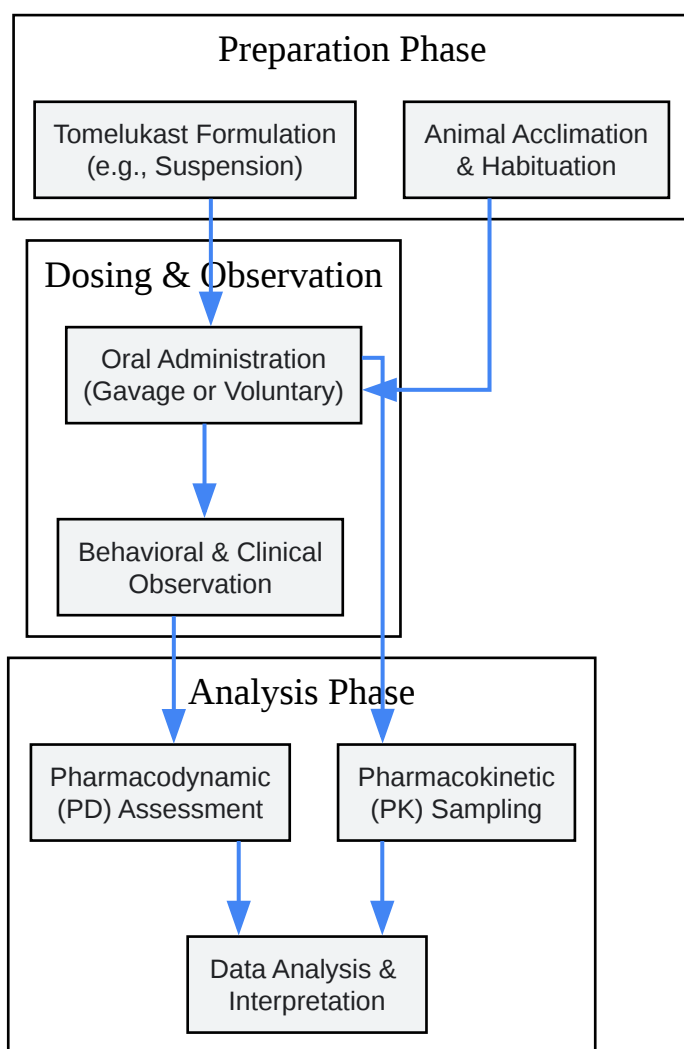 Preparation Phase
Tomelukast Formulation
(e.g., Suspension)
Animal Acclimation
& Habituation
Dosing & Observation
Oral Administration
(Gavage or Voluntary)
Behavioral & Clinical
Observation
Analysis Phase
Pharmacodynamic
(PD) Assessment
Pharmacokinetic
(PK) Sampling
Data Analysis &
Interpretation